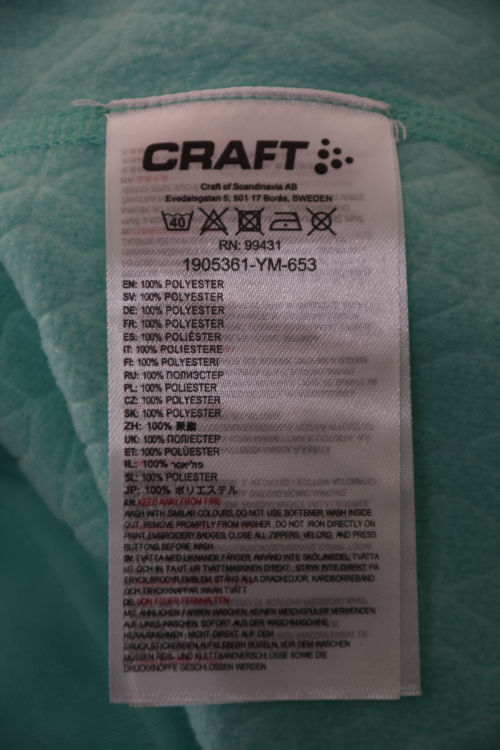 CRAFT
Craft of Scandinavia AB
Evedalsgatan 5, 501 17 Borås, SWEDEN
40
RN: 99431
1905361-YM-653
EN: 100% POLYESTER
SV: 100% POLYESTER
DE: 100% POLYESTER
FR: 100% POLYESTER
ES: 100% POLIÉSTER
IT: 100% POLIESTERE
FI: 100% POLYESTERI
RU: 100% ПОЛИЭСТЕР
PL: 100% POLIESTER
CZ: 100% POLYESTER
SK: 100% POLYESTER
ZH: 100% 聚酯
UK: 100% ПОЛІЕСТЕР
ET: 100% POLÜESTER
IL: 100% פוליאסטר
SL: 100% POLIESTER
JP: 100% ポリエステル
EN: KEEP AWAY FROM FIRE
WASH WITH SIMILAR COLOURS, DO NOT USE SOFTENER, WASH INSIDE
OUT, REMOVE PROMPTLY FROM WASHER. DO NOT IRON DIRECTLY ON
PRINT, EMBROIDERY, BADGES, CLOSE ALL ZIPPERS, VELCRO, AND PRESS
BUTTONS BEFORE WASH
SV: TVÄTTA MED LIKNANDE FÄRGER, ANVÄND INTE SKÖLJMEDEL, TVÄTTA
UT OCH IN, TA UT UR TVÄTTMASKINEN DIREKT. STRYK INTE DIREKT PÅ
TRYCK, BRODYR, EMBLEM, STÄNG ALLA DRAGKEDJOR, KARDBORREBAND
OCH TRYCKKNAPPAR INNAN TVÄTT
DE: VON FEUER FERNHALTEN
MIT ÄHNLICHEN FARBEN WASCHEN, KEINEN WEICHSPÜLER VERWENDEN.
AUF LINKS WASCHEN, SOFORT AUS DER WASCHMASCHINE
HERAUSNEHMEN. NICHT DIREKT AUF DEM
DRUCK, STICKEREIEN, AUFKLEBERN BÜGELN, VOR DEM WASCHEN
MÜSSEN REIß- UND KLETTBANDVERSCHLÜSSE SOWIE DIE
DRUCKKNÖPFE GESCHLOSSEN WERDEN